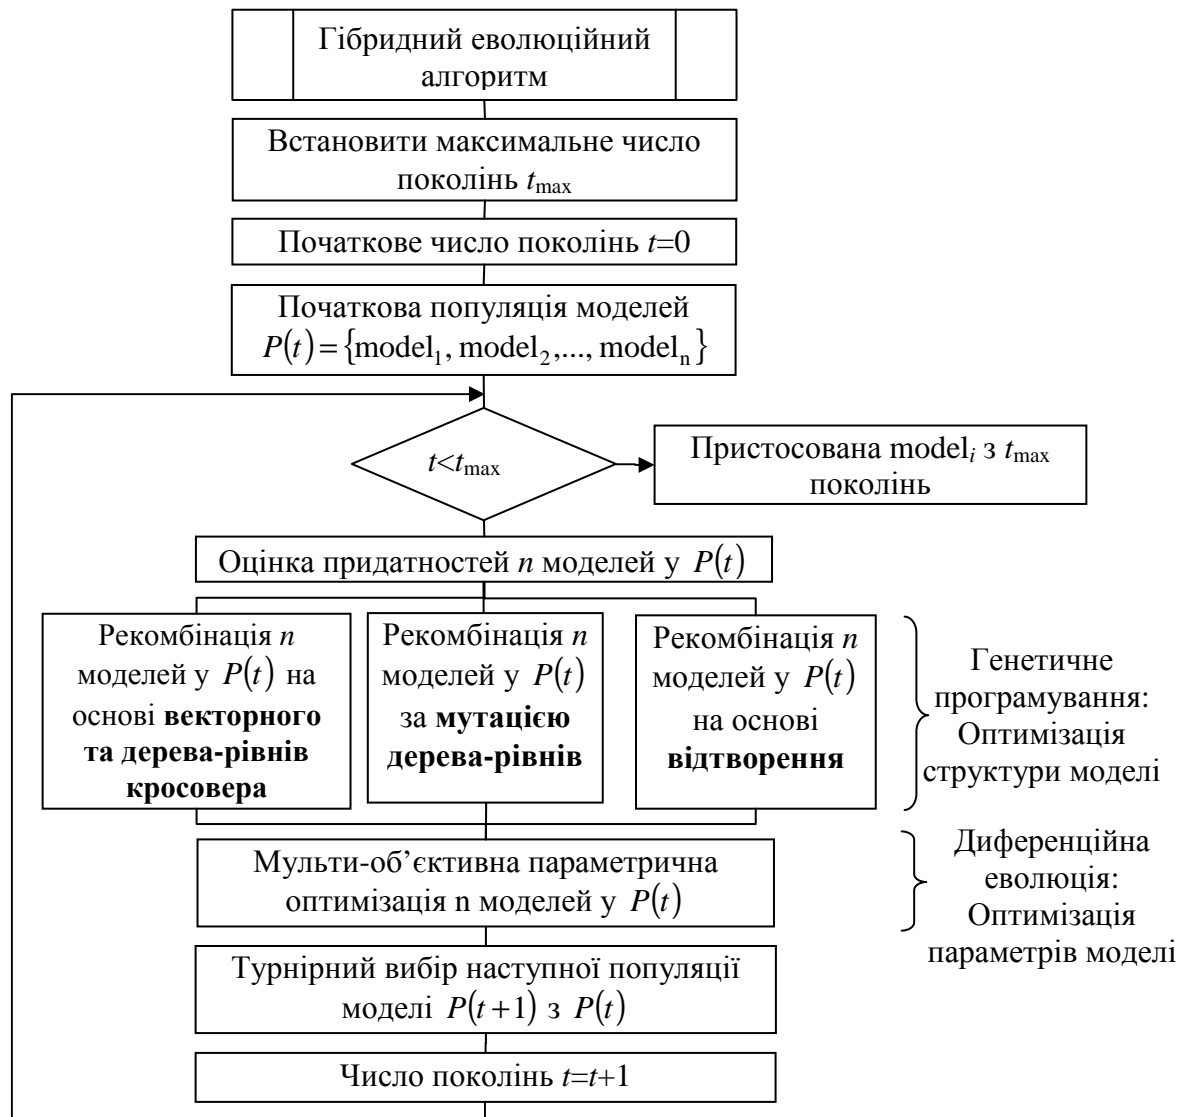 Гібридний еволюційний
алгоритм
Встановити максимальне число
поколінь tmax
Початкове число поколінь t=0
Початкова популяція моделей
P(t)={model1, model2,..., modeln}
t<tmax
Пристосована modeli з tmax
поколінь
Оцінка придатностей n моделей у P(t)
Рекомбінація n
моделей у P(t) на
основі векторного
та дерева-рівнів
кросовера
Рекомбінація n
моделей у P(t)
за мутацією
дерева-рівнів
Рекомбінація n
моделей у P(t)
на основі
відтворення
Генетичне
програмування:
Оптимізація
структури моделі
Мульти-об’єктивна параметрична
оптимізація n моделей у P(t)
Диференційна
еволюція:
Оптимізація
параметрів моделі
Турнірний вибір наступної популяції
моделі P(t+1) з P(t)
Число поколінь t=t+1